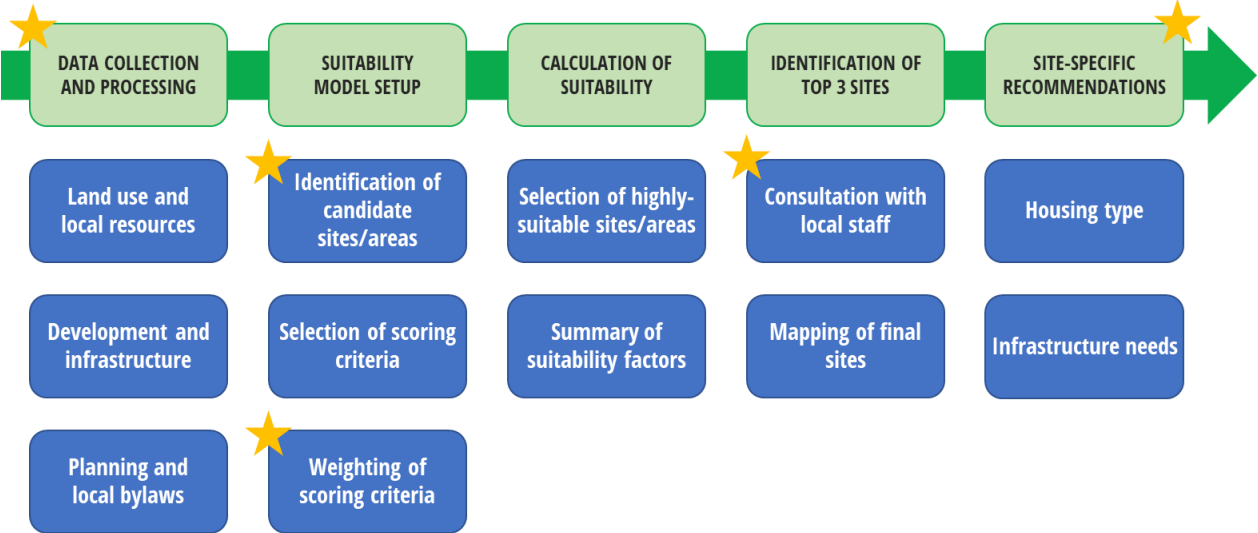 DATA COLLECTION
AND PROCESSING
SUITABILITY
MODEL SETUP
CALCULATION OF
SUITABILITY
IDENTIFICATION OF
TOP 3 SITES
SITE-SPECIFIC
RECOMMENDATIONS
Land use and
local resources
Identification of
candidate
sites/areas
Selection of highly-
suitable sites/areas
Consultation with
local staff
Housing type
Development and
infrastructure
Selection of scoring
criteria
Summary of
suitability factors
Mapping of final
sites
Infrastructure needs
Planning and
local bylaws
Weighting of
scoring criteria